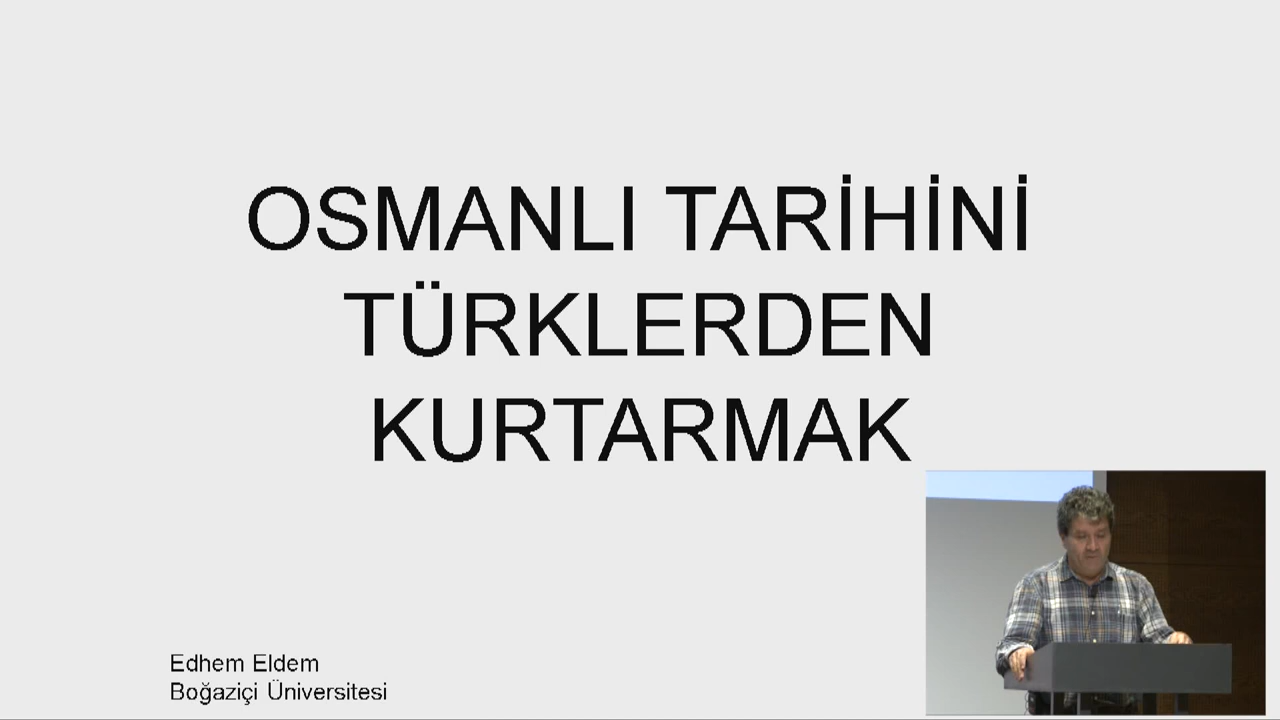 OSMANLI TARİHİNİ
TÜRKLERDEN
KURTARMAK
Edhem Eldem
Boğaziçi Üniversitesi